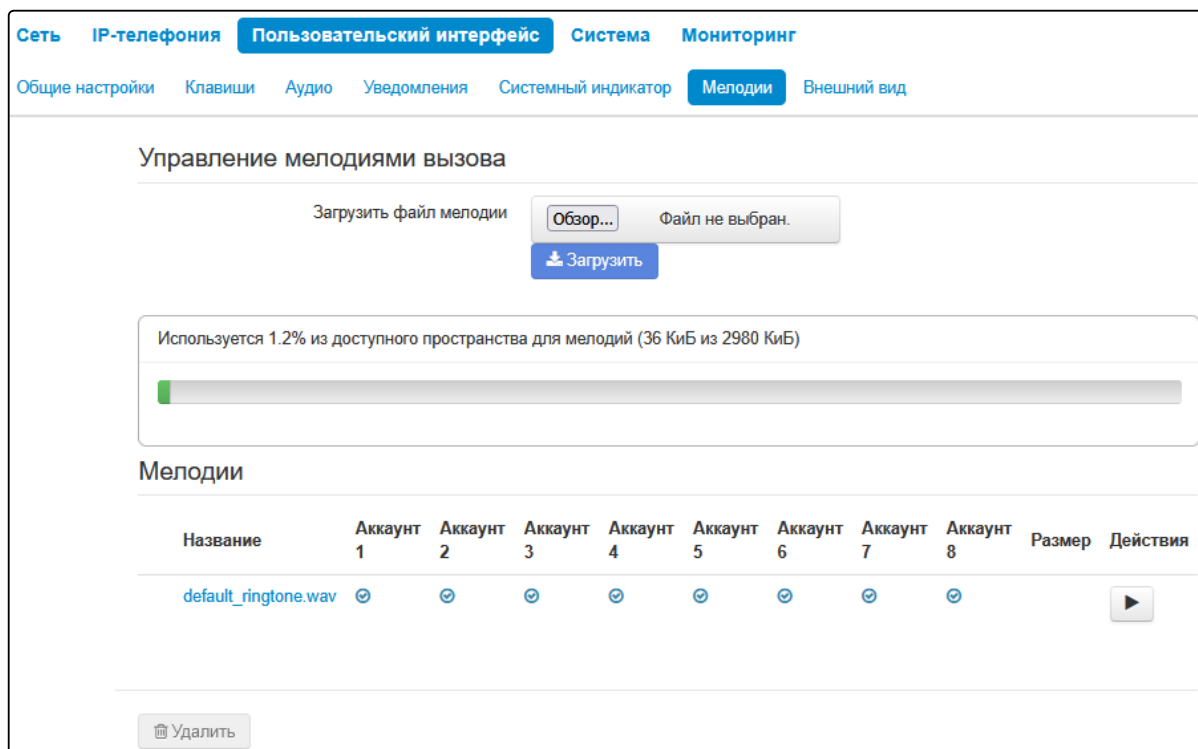 Сеть IP-телефония Пользовательский интерфейс Система Мониторинг
Общие настройки Клавиши Аудио Уведомления Системный индикатор Мелодии Внешний вид
Управление мелодиями вызова
Загрузить файл мелодии Обзор... Файл не выбран.
Загрузить
Используется 1.2% из доступного пространства для мелодий (36 КиБ из 2980 КиБ)
Мелодии
Название Аккаунт 1 Аккаунт 2 Аккаунт 3 Аккаунт 4 Аккаунт 5 Аккаунт 6 Аккаунт 7 Аккаунт 8 Размер Действия
default_ringtone.wav
Удалить